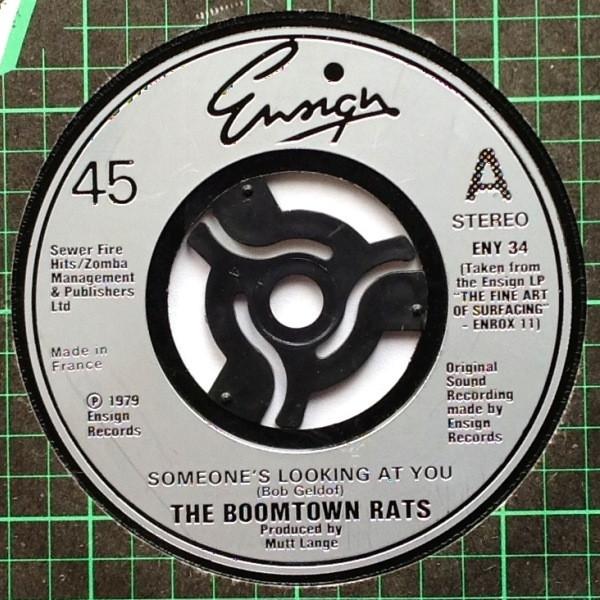 Ensign
45
A
STEREO
Sewer Fire
Hits/Zomba
Management
& Publishers
Ltd
ENY 34
(Taken from
the Ensign LP
"THE FINE ART
OF SURFACING"
- ENROX 11)
Made in
France
℗ 1979
Ensign
Records
Original
Sound
Recording
made by
Ensign
Records
SOMEONE'S LOOKING AT YOU
(Bob Geldof)
THE BOOMTOWN RATS
Produced by
Mutt Lange